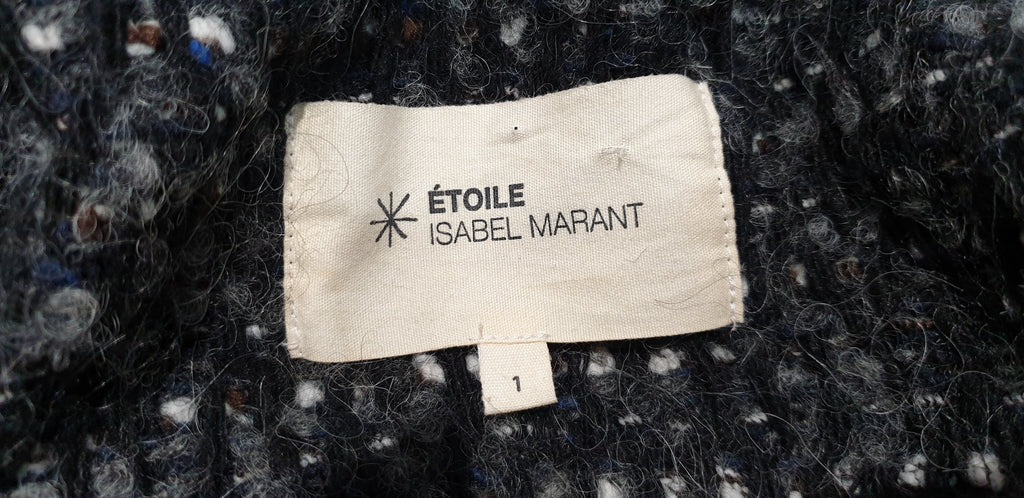 ÉTOILE
ISABEL MARANT
1